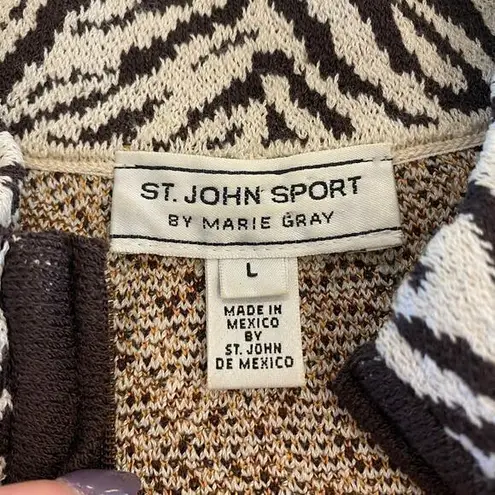 ST. JOHN SPORT
BY MARIE GRAY
L
MADE IN
MEXICO
BY
ST. JOHN
DE MEXICO